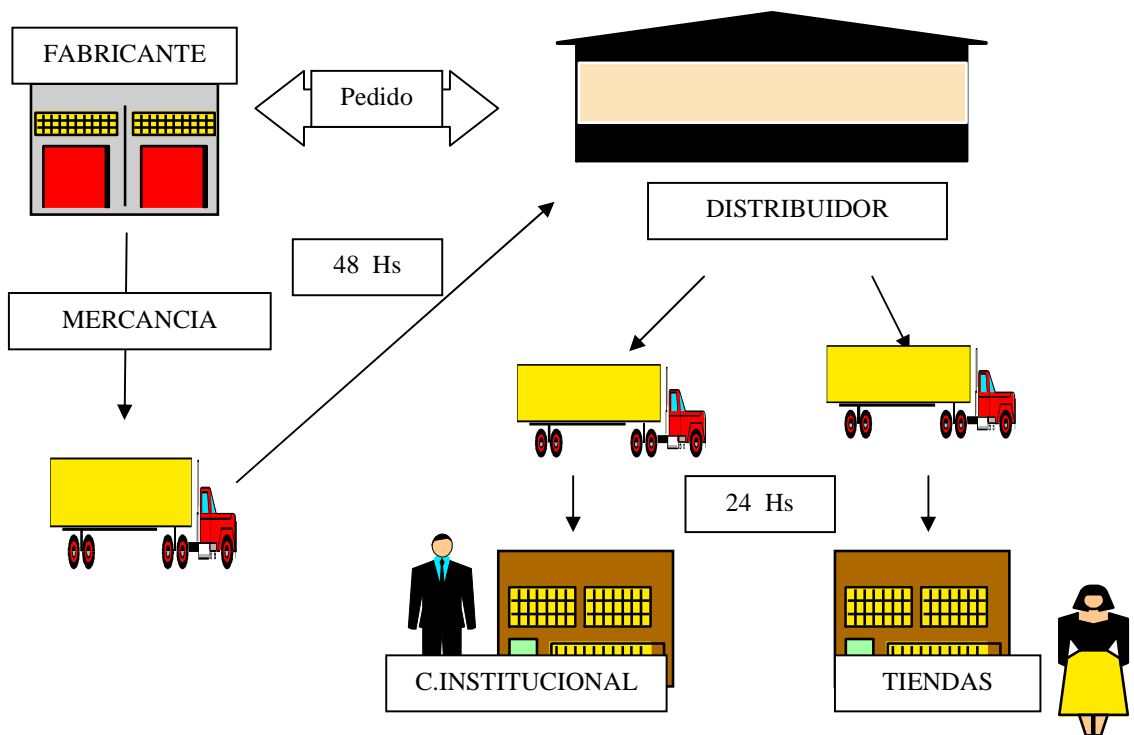 FABRICANTE
Pedido
DISTRIBUIDOR
48 Hs
MERCANCIA
24 Hs
C.INSTITUCIONAL
TIENDAS